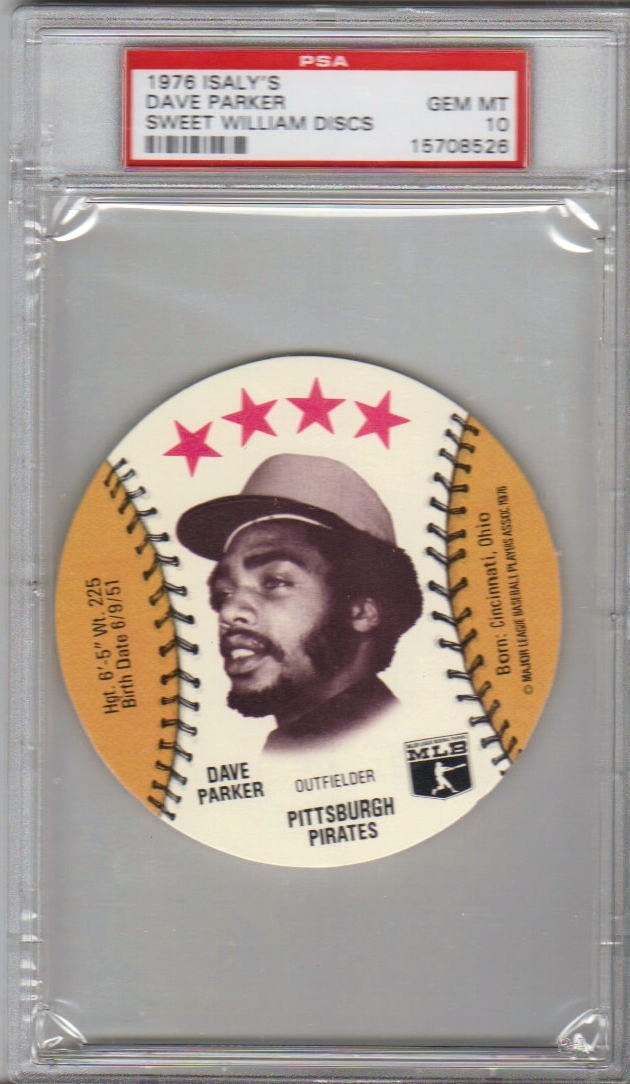 PSA
1976 ISALY'S
DAVE PARKER GEM MT
SWEET WILLIAM DISCS 10
15708526
Hgt. 6'-5" Wt. 225
Birth Date 6/9/51
Born: Cincinnati, Ohio
© MAJOR LEAGUE BASEBALL PLAYERS ASSOC. 1976
DAVE
PARKER
OUTFIELDER
PITTSBURGH
PIRATES
MLB